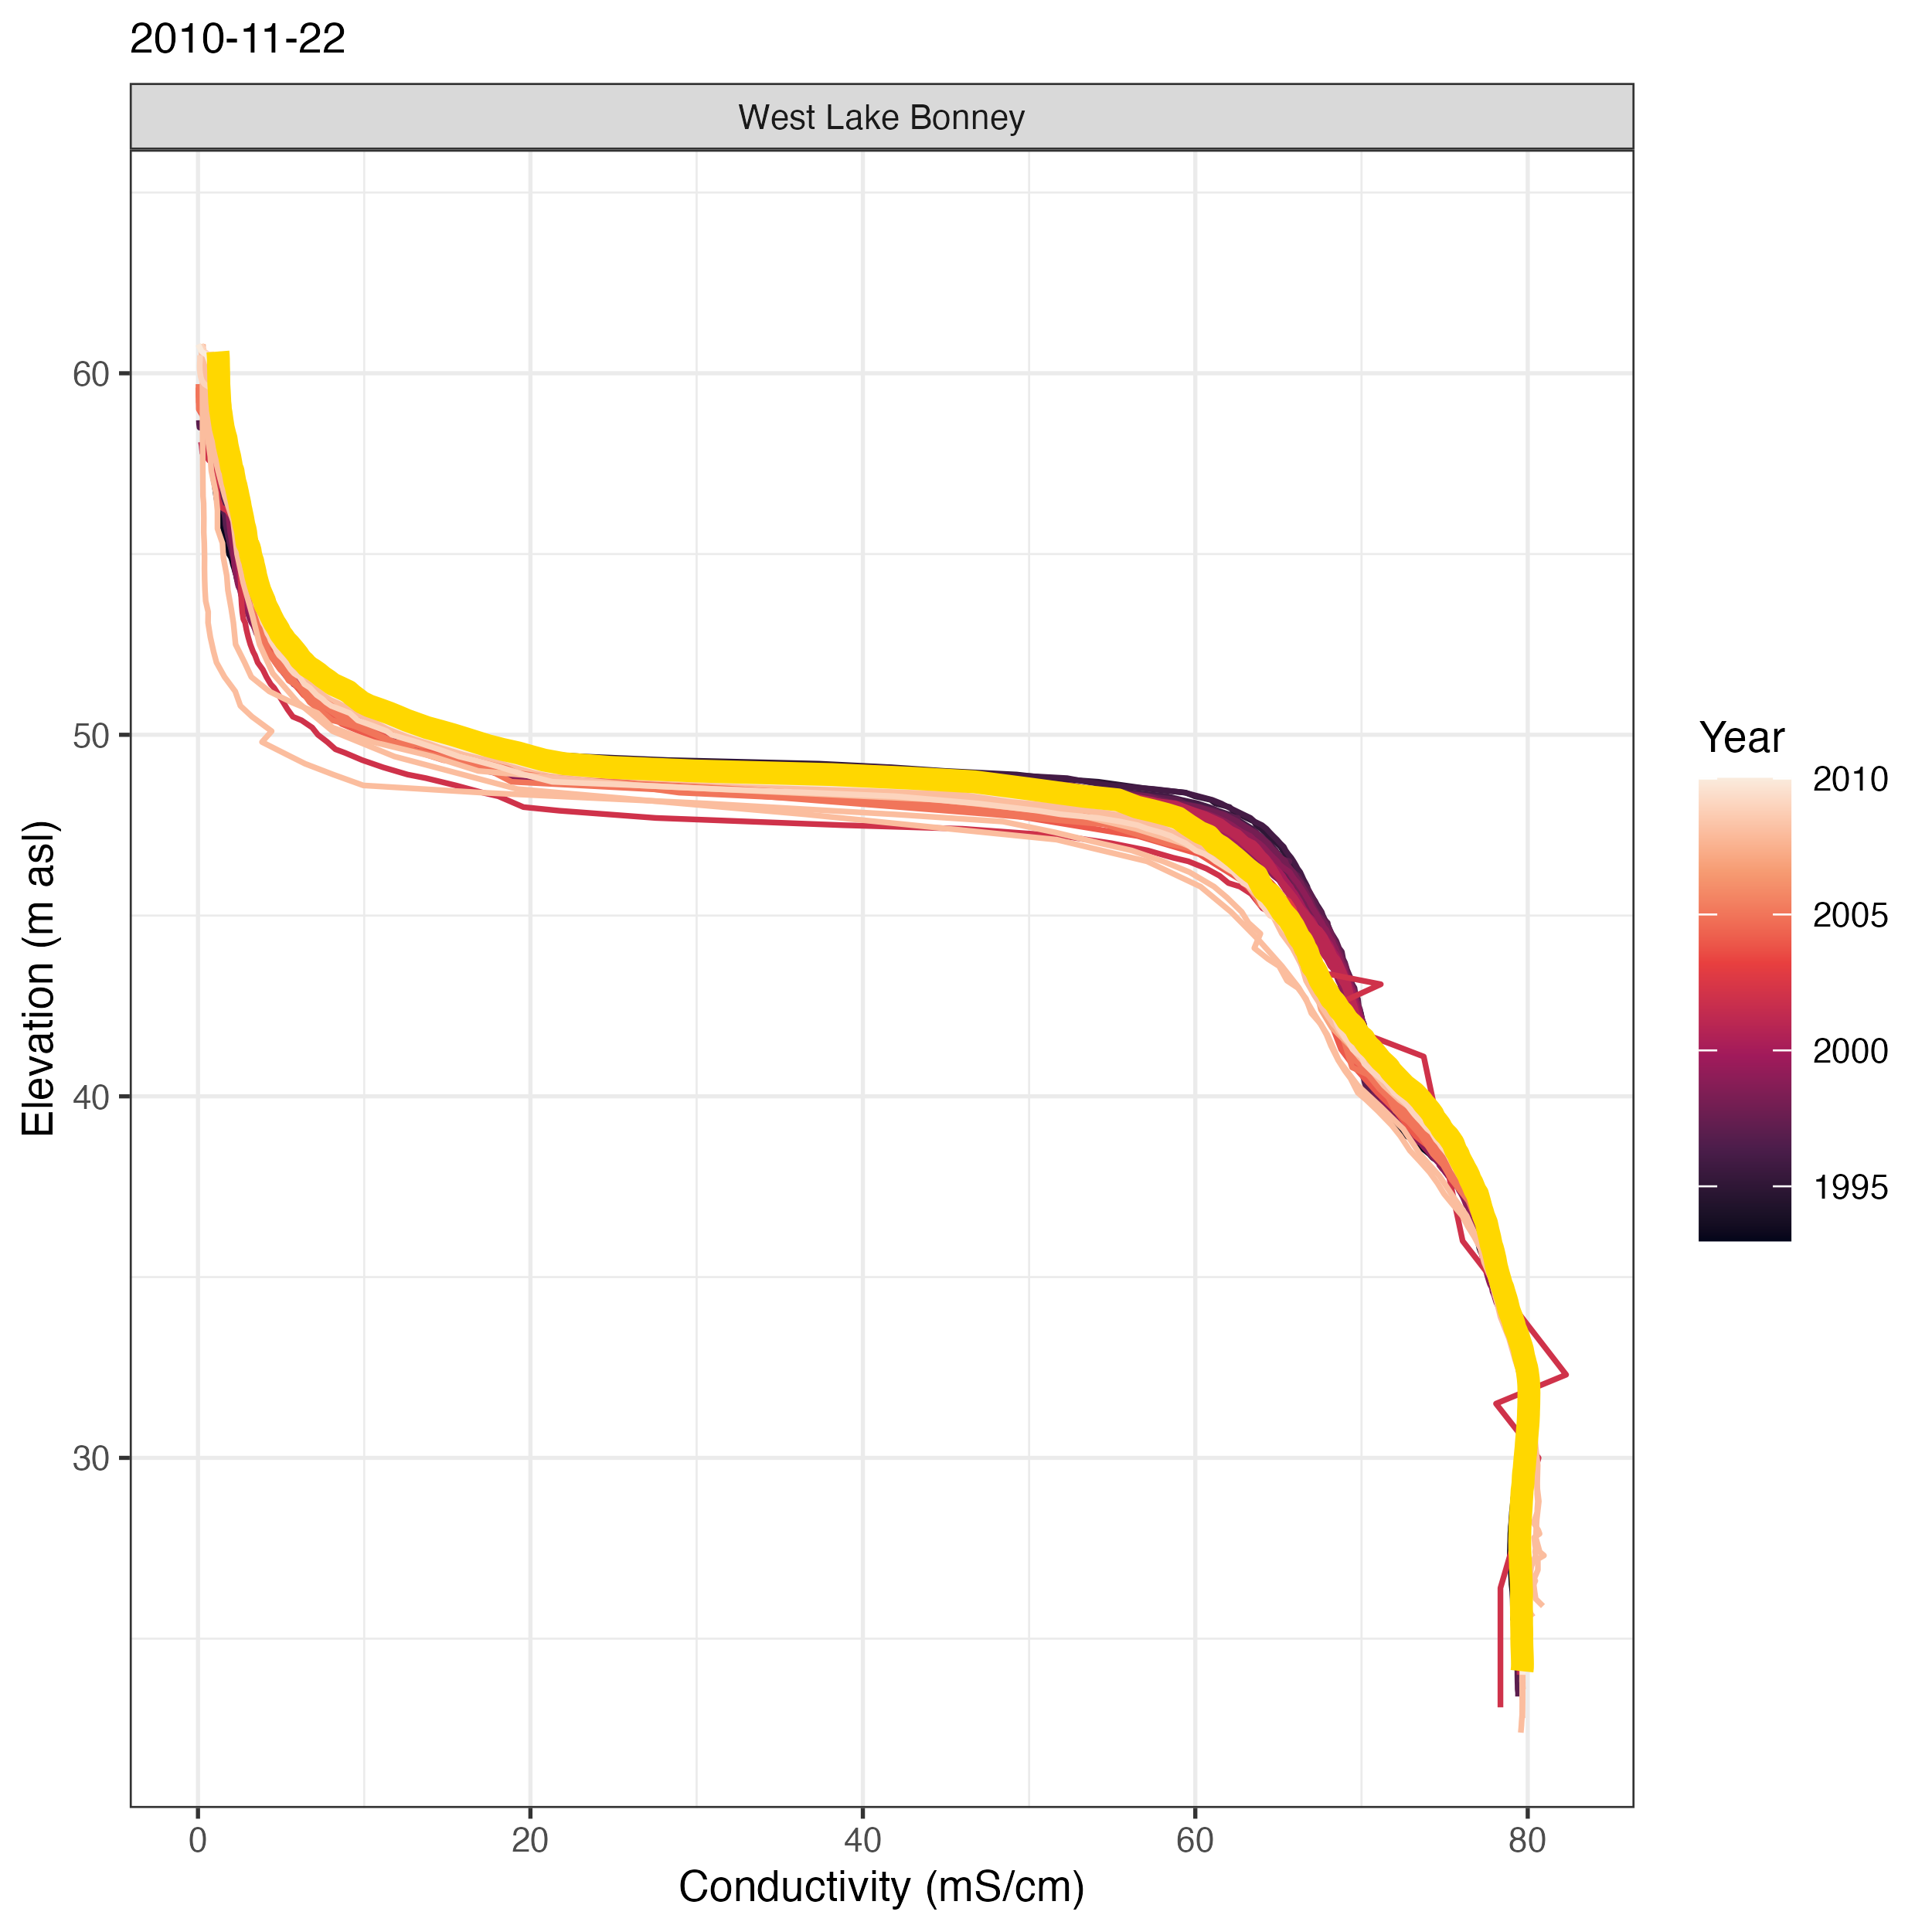 2010-11-22
West Lake Bonney
Elevation (m asl)
60
50
40
30
0 20 40 60 80
Conductivity (mS/cm)
Year
2010
2005
2000
1995